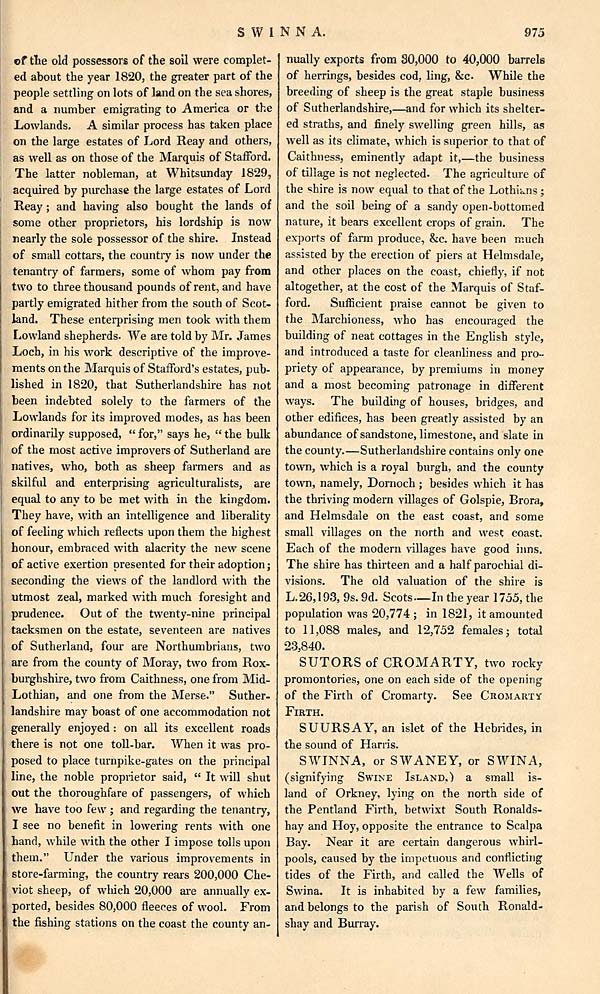 SWINNA. 975
of the old possessors of the soil were complet-
ed about the year 1820, the greater part of the
people settling on lots of land on the sea shores,
and a number emigrating to America or the
Lowlands. A similar process has taken place
on the large estates of Lord Reay and others,
as well as on those of the Marquis of Stafford.
The latter nobleman, at Whitsunday 1829,
acquired by purchase the large estates of Lord
Reay; and having also bought the lands of
some other proprietors, his lordship is now
nearly the sole possessor of the shire. Instead
of small cottars, the country is now under the
tenantry of farmers, some of whom pay from
two to three thousand pounds of rent, and have
partly emigrated hither from the south of Scot-
land. These enterprising men took with them
Lowland shepherds. We are told by Mr. James
Loch, in his work descriptive of the improve-
ments on the Marquis of Stafford's estates, pub-
lished in 1820, that Sutherlandshire has not
been indebted solely to the farmers of the
Lowlands for its improved modes, as has been
ordinarily supposed, "for," says he, "the bulk
of the most active improvers of Sutherland are
natives, who, both as sheep farmers and as
skilful and enterprising agriculturalists, are
equal to any to be met with in the kingdom.
They have, with an intelligence and liberality
of feeling which reflects upon them the highest
honour, embraced with alacrity the new scene
of active exertion presented for their adoption;
seconding the views of the landlord with the
utmost zeal, marked with much foresight and
prudence. Out of the twenty-nine principal
tacksmen on the estate, seventeen are natives
of Sutherland, four are Northumbrians, two
are from the county of Moray, two from Rox-
burghshire, two from Caithness, one from Mid-
Lothian, and one from the Merse." Suther-
landshire may boast of one accommodation not
generally enjoyed: on all its excellent roads
there is not one toll-bar. When it was pro-
posed to place turnpike-gates on the principal
line, the noble proprietor said, "It will shut
out the thoroughfare of passengers, of which
we have too few; and regarding the tenantry,
I see no benefit in lowering rents with one
hand, while with the other I impose tolls upon
them." Under the various improvements in
store-farming, the country rears 200,000 Che-
viot sheep, of which 20,000 are annually ex-
ported, besides 80,000 fleeces of wool. From
the fishing stations on the coast the county an-
nually exports from 30,000 to 40,000 barrels
of herrings, besides cod, ling, &c. While the
breeding of sheep is the great staple business
of Sutherlandshire,—and for which its shelter-
ed straths, and finely swelling green hills, as
well as its climate, which is superior to that of
Caithness, eminently adapt it,—the business
of tillage is not neglected. The agriculture of
the shire is now equal to that of the Lothians;
and the soil being of a sandy open-bottomed
nature, it bears excellent crops of grain. The
exports of farm produce, &c. have been much
assisted by the erection of piers at Helmsdale,
and other places on the coast, chiefly, if not
altogether, at the cost of the Marquis of Staf-
ford. Sufficient praise cannot be given to
the Marchioness, who has encouraged the
building of neat cottages in the English style,
and introduced a taste for cleanliness and pro-
priety of appearance, by premiums in money
and a most becoming patronage in different
ways. The building of houses, bridges, and
other edifices, has been greatly assisted by an
abundance of sandstone, limestone, and slate in
the county.—Sutherlandshire contains only one
town, which is a royal burgh, and the county
town, namely, Dornoch; besides which it has
the thriving modern villages of Golspie, Brora,
and Helmsdale on the east coast, and some
small villages on the north and west coast.
Each of the modern villages have good inns.
The shire has thirteen and a half parochial di-
visions. The old valuation of the shire is
L.26,193, 9s. 9d. Scots.—In the year 1755, the
population was 20,774; in 1821, it amounted
to 11,088 males, and 12,752 females; total
23,840.
SUTORS of CROMARTY, two rocky
promontories, one on each side of the opening
of the Firth of Cromarty. See CROMARTY
FIRTH.
SUURSAY, an islet of the Hebrides, in
the sound of Harris.
SWINNA, or SWANEY, or SWINA,
(signifying SWINE ISLAND,) a small is-
land of Orkney, lying on the north side of
the Pentland Firth, betwixt South Ronalds-
hay and Hoy, opposite the entrance to Scalpa
Bay. Near it are certain dangerous whirl-
pools, caused by the impetuous and conflicting
tides of the Firth, and called the Wells of
Swina. It is inhabited by a few families,
and belongs to the parish of South Ronald-
shay and Burray.